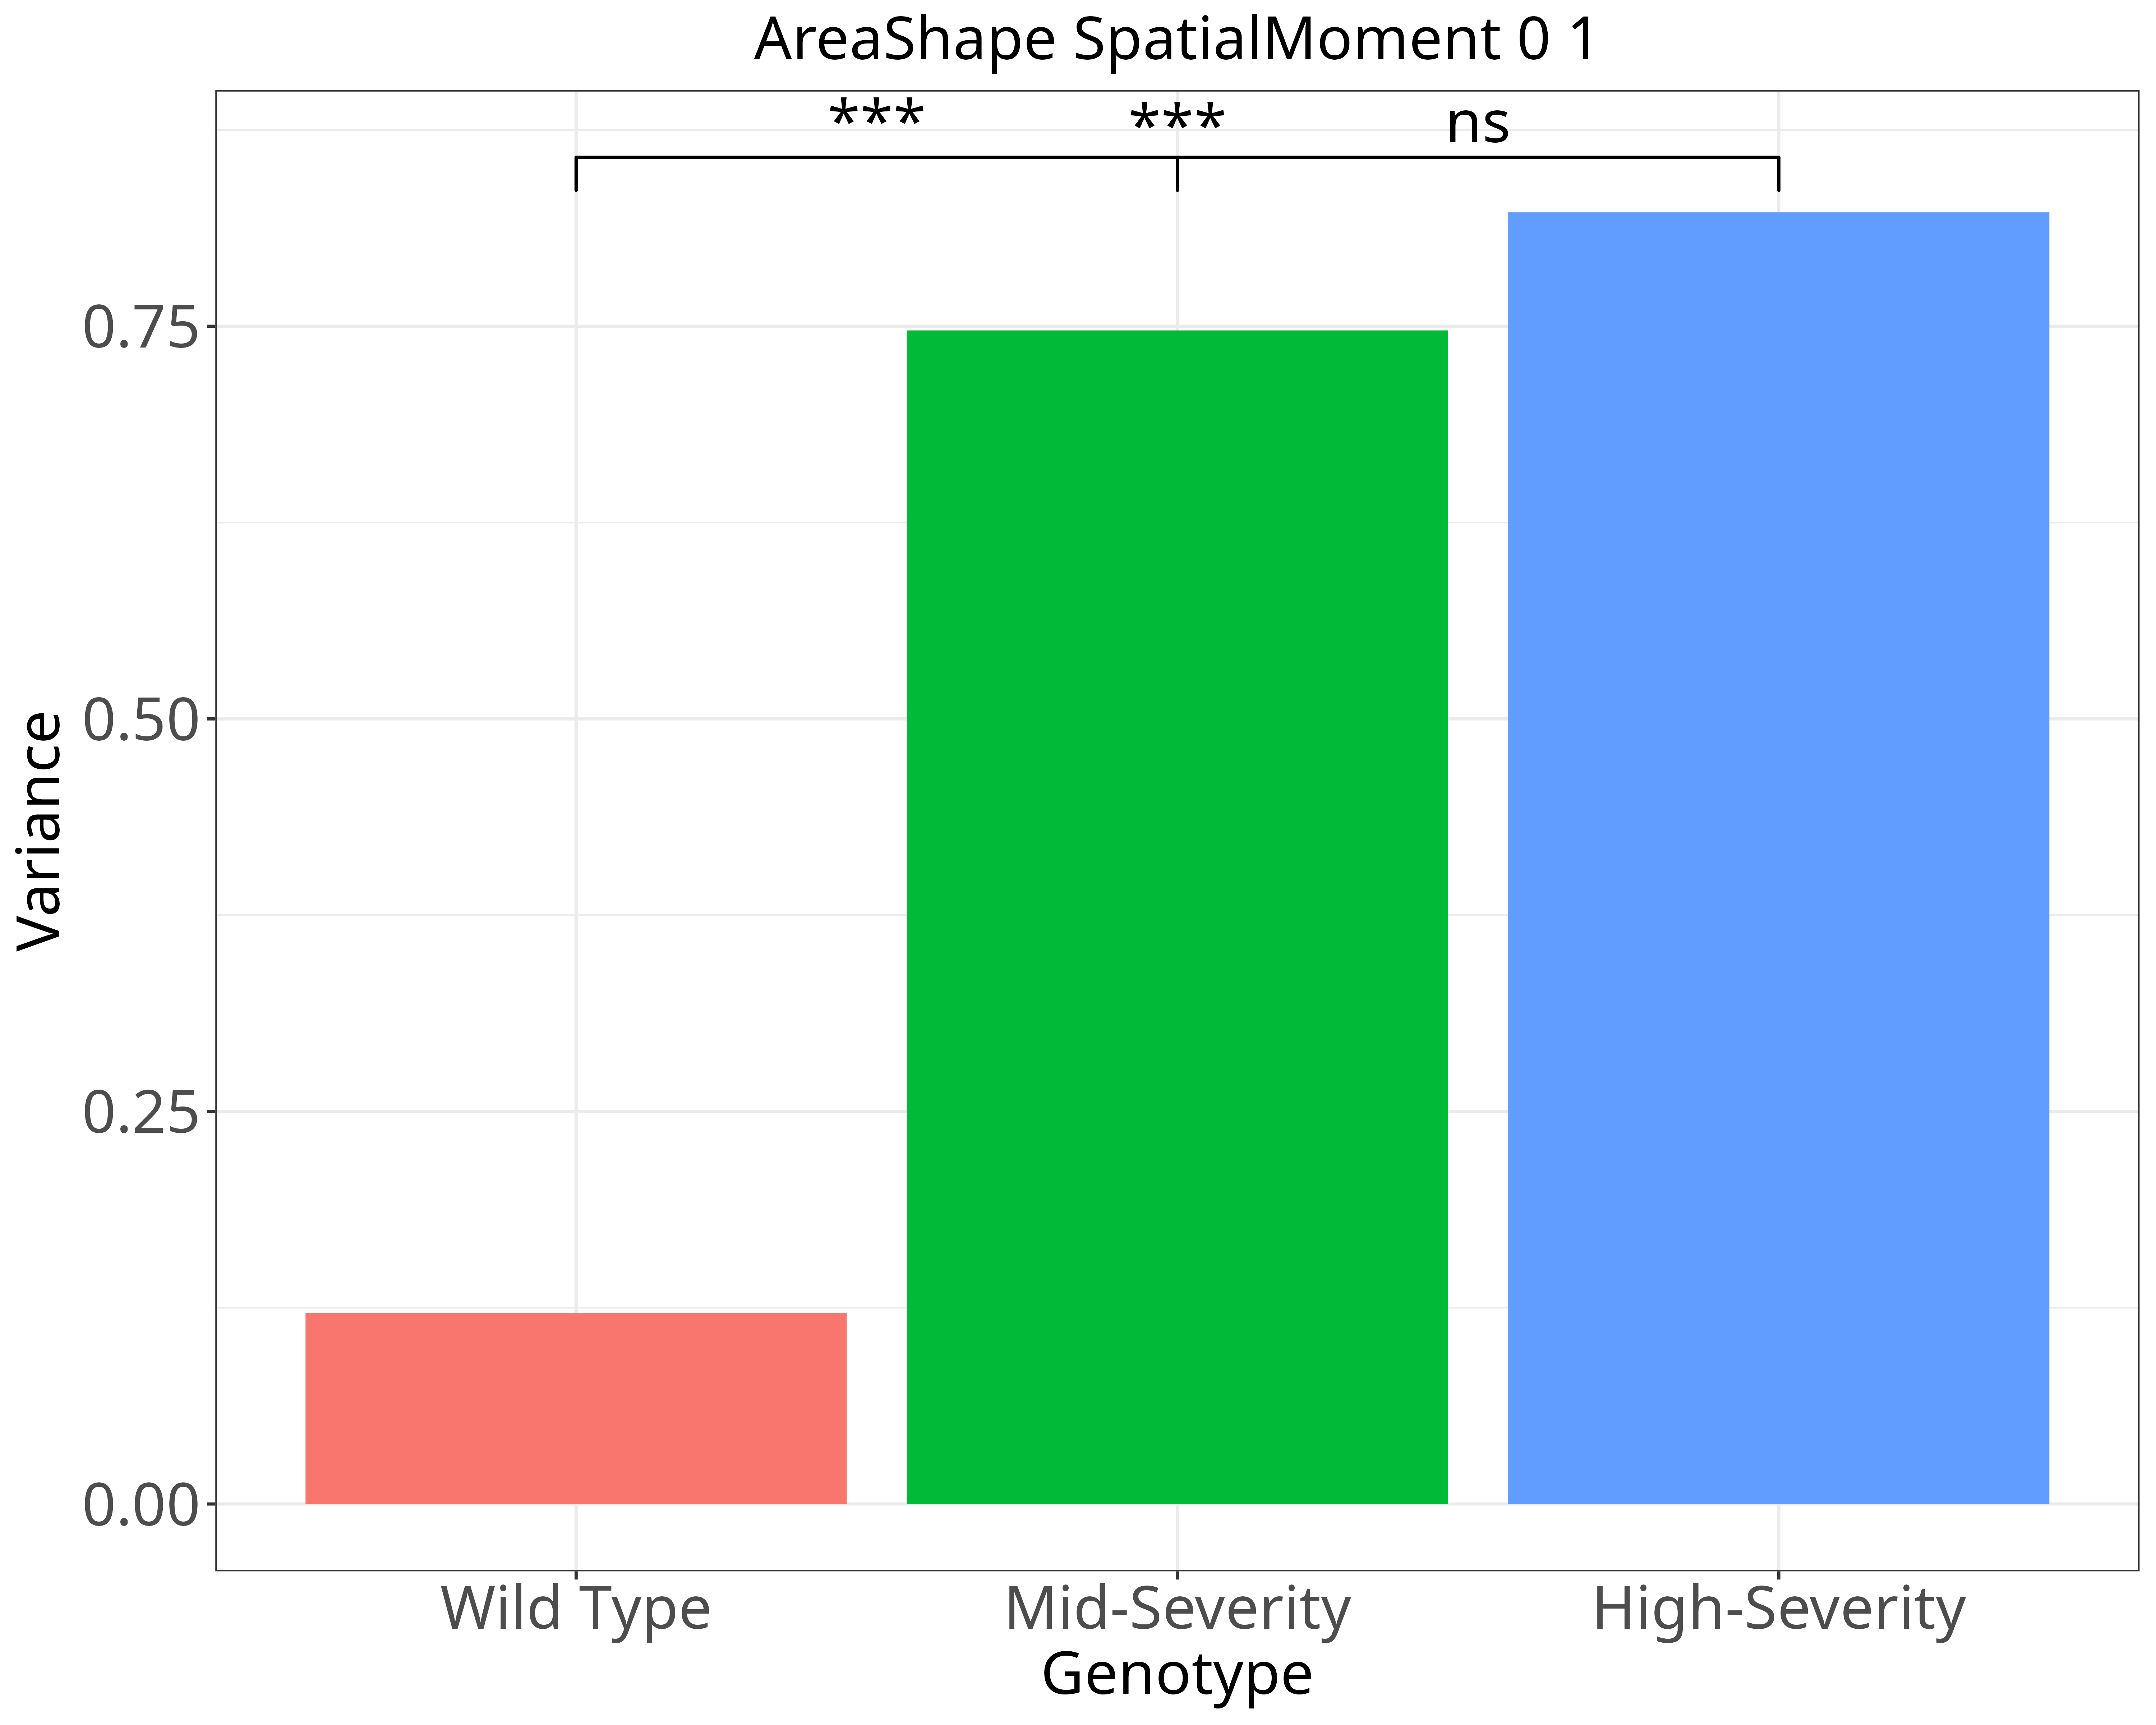 AreaShape SpatialMoment 0 1
*** *** ns
0.75
0.50
0.25
0.00
Variance
Wild Type Mid-Severity High-Severity
Genotype